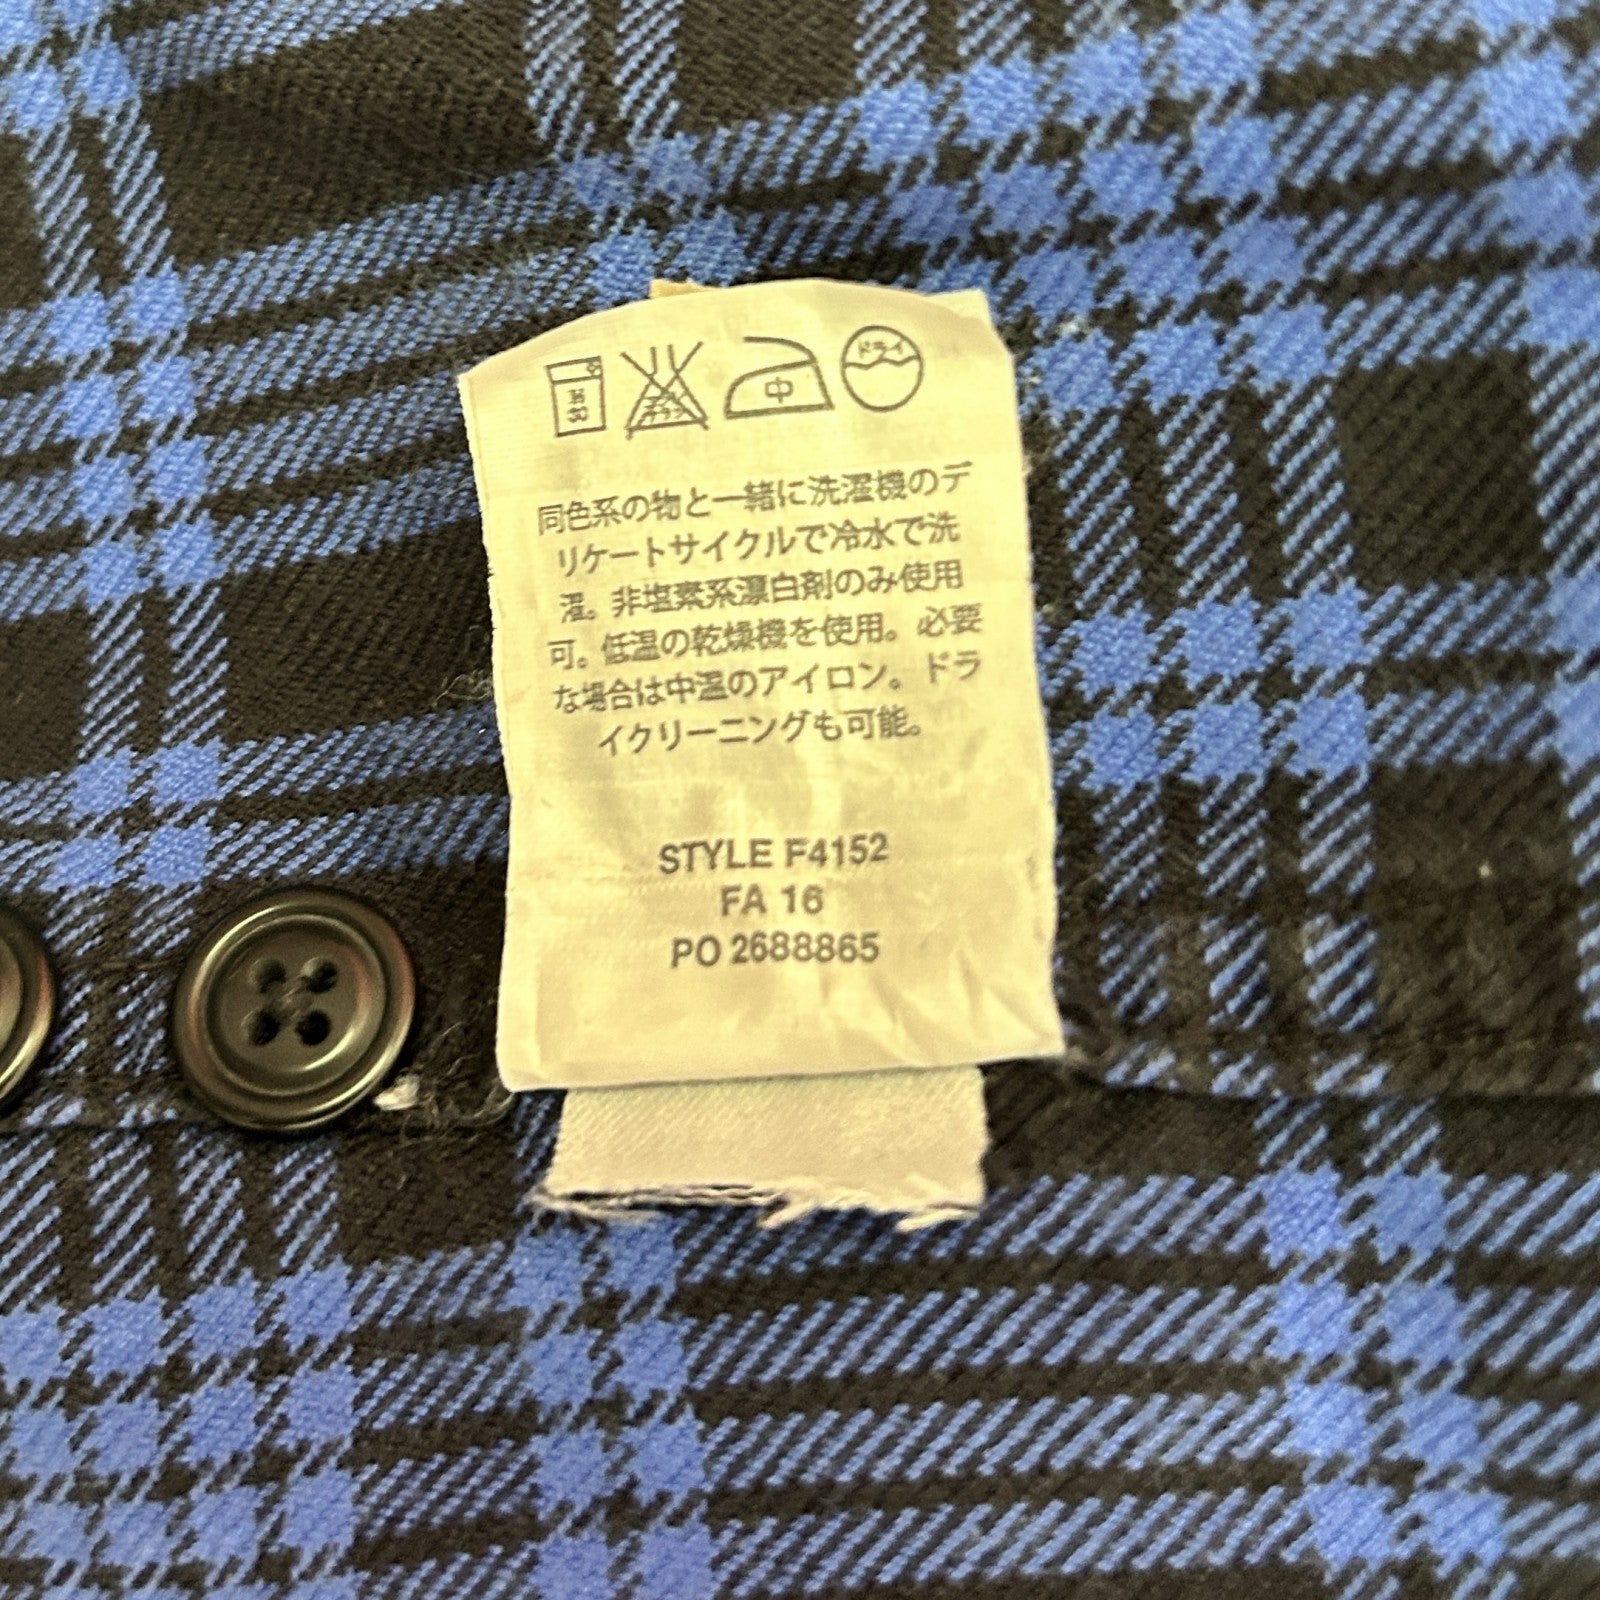 中
ドライ
同色系の物と一緒に洗濯機のデ
リケートサイクルで冷水で洗
濯。非塩素系漂白剤のみ使用
可。低温の乾燥機を使用。必要
な場合は中温のアイロン。ドラ
イクリーニングも可能。
STYLE F4152
FA 16
PO 2688865